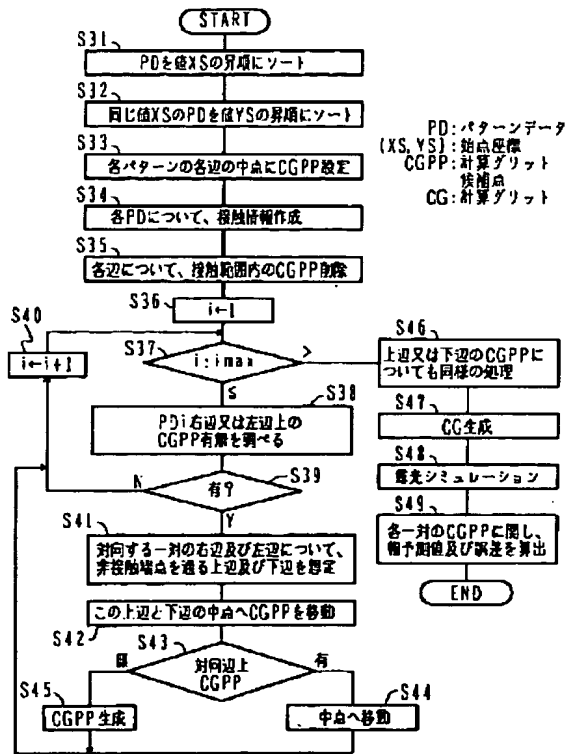 START
S31
PDを値XSの昇順にソート
S32
同じ値XSのPDを値YSの昇順にソート
S33
各パターンの各辺の中点にCGPP設定
S34
各PDについて、接触情報作成
S35
各辺について、接触範囲内のCGPP削除
S36
i←1
S37
i:imax
>
≤
S38
PDi右辺又は左辺上の
CGPP有無を調べる
S39
有?
N
Y
S40
i←i+1
S41
対向する一対の右辺及び左辺について、
非接触端点を通る上辺及び下辺を想定
この上辺と下辺の中点へCGPPを移動
S42
S43
対向辺上
CGPP
無
有
S45
CGPP生成
S44
中点へ移動
PD:パターンデータ
(XS,YS):始点座標
CGPP:計算グリット
候補点
CG:計算グリット
S46
上辺又は下辺のCGPPに
ついても同様の処理
S47
CG生成
S48
露光シミュレーション
S49
各一対のCGPPに関し、
幅予測値及び誤差を算出
END